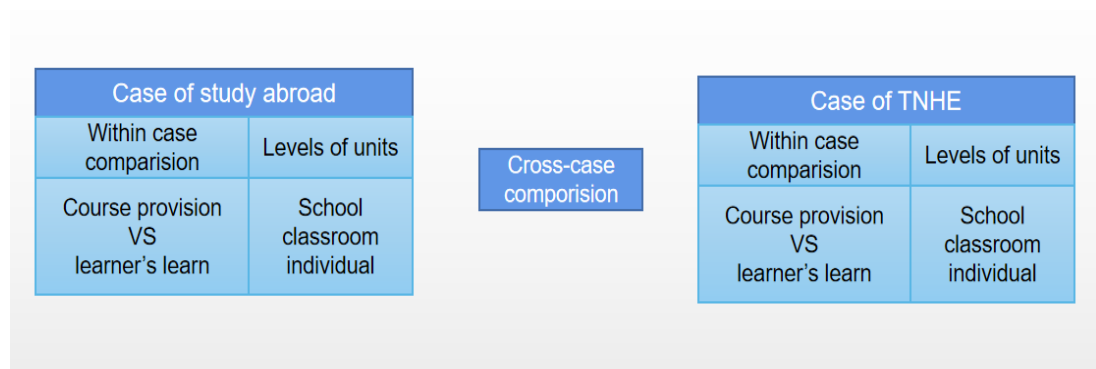 Case of study abroad
Within case
comparision
Levels of units
Course provision
VS
learner's learn
School
classroom
individual
Cross-case
comporision
Case of TNHE
Within case
comparision
Levels of units
Course provision
VS
learner's learn
School
classroom
individual